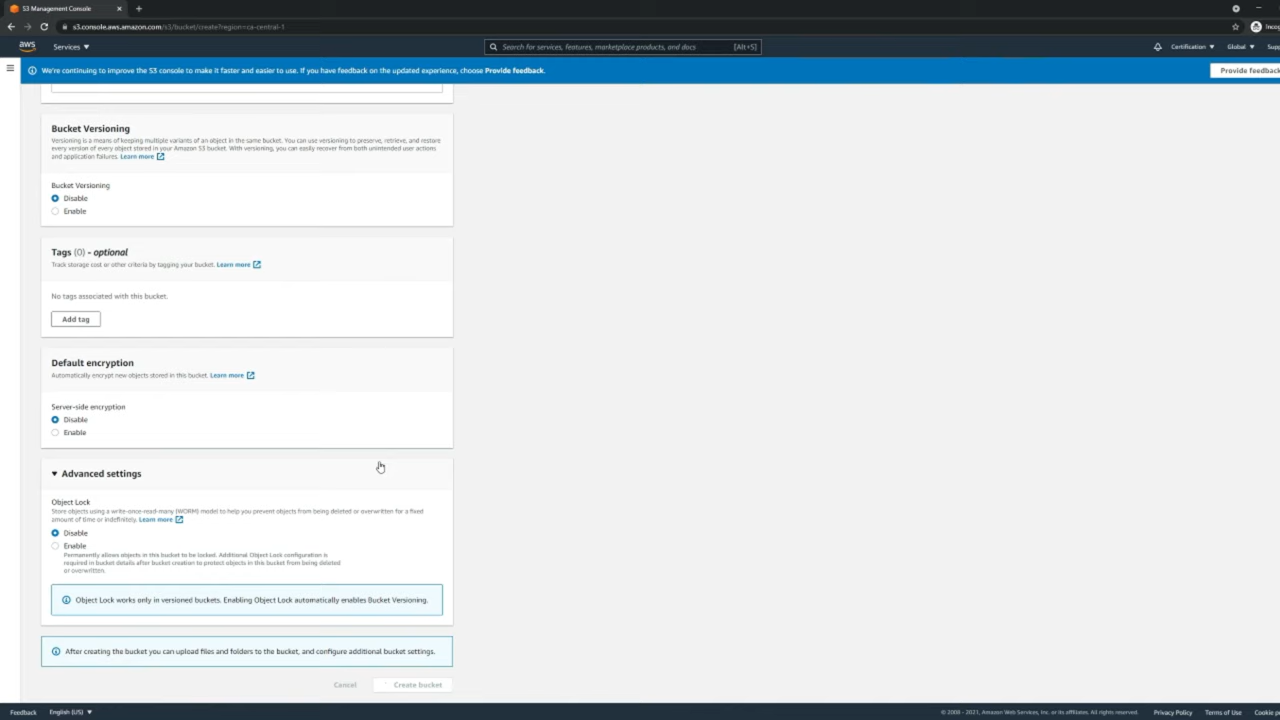 S3 Management Console
s3.console.aws.amazon.com/s3/bucket/create?region=ca-central-1
aws
Services
Search for services, features, marketplace products, and docs
[Alt+S]
Certification
Global
Supp
We're continuing to improve the S3 console to make it faster and easier to use. If you have feedback on the updated experience, choose Provide feedback.
Provide feedback
Bucket Versioning
Versioning is a means of keeping multiple variants of an object in the same bucket. You can use versioning to preserve, retrieve, and restore
every version of every object stored in your Amazon S3 bucket. With versioning, you can easily recover from both unintended user actions
and application failures. Learn more
Bucket Versioning
Disable
Enable
Tags (0) - optional
Track storage cost or other criteria by tagging your bucket. Learn more
No tags associated with this bucket.
Add tag
Default encryption
Automatically encrypt new objects stored in this bucket. Learn more
Server-side encryption
Disable
Enable
Advanced settings
Object Lock
Store objects using a write-once-read-many (WORM) model to help you prevent objects from being deleted or overwritten for a fixed
amount of time or indefinitely. Learn more
Disable
Enable
Permanently allows objects in this bucket to be locked. Additional Object Lock configuration is
required in bucket details after bucket creation to protect objects in this bucket from being deleted
or overwritten.
Object Lock works only in versioned buckets. Enabling Object Lock automatically enables Bucket Versioning.
After creating the bucket you can upload files and folders to the bucket, and configure additional bucket settings.
Cancel
Create bucket
Feedback
English (US)
© 2008 - 2021, Amazon Web Services, Inc. or its affiliates. All rights reserved.
Privacy Policy
Terms of Use
Cookie p